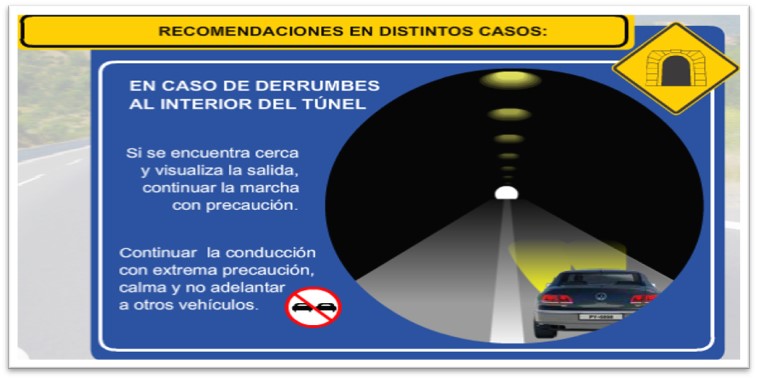 RECOMENDACIONES EN DISTINTOS CASOS:
EN CASO DE DERRUMBES
AL INTERIOR DEL TÚNEL
Si se encuentra cerca
y visualiza la salida,
continuar la marcha
con precaución.
Continuar la conducción
con extrema precaución,
calma y no adelantar
a otros vehículos.